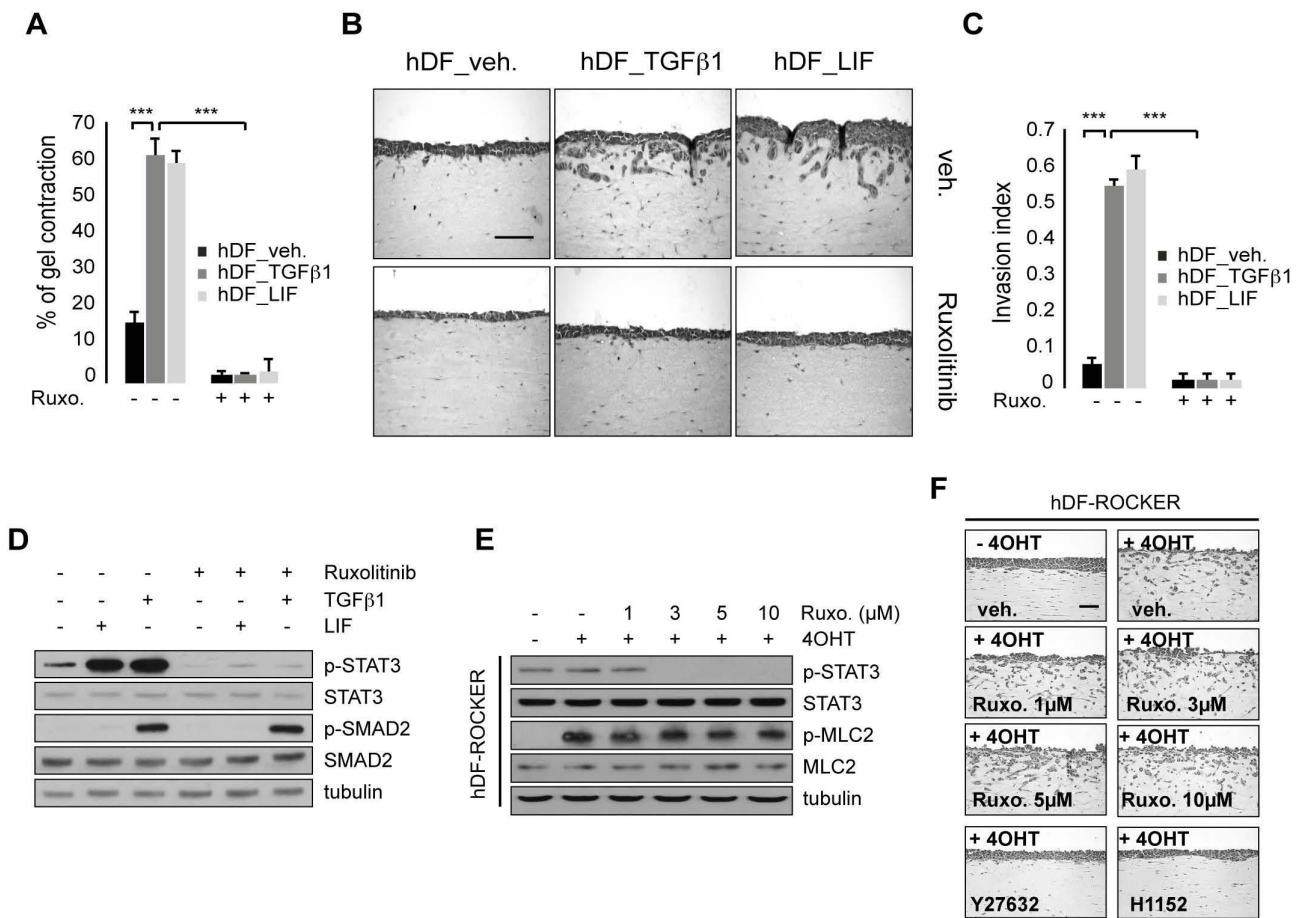 A
70
60
50
40
30
20
10
0
% of gel contraction
***
***
hDF_veh.
hDF_TGFβ1
hDF_LIF
Ruxo.
- - - + + +
B
hDF_veh. hDF_TGFβ1 hDF_LIF
veh.
Ruxolitinib
C
0.7
0.6
0.5
0.4
0.3
0.2
0.1
0
Invasion index
***
***
hDF_veh.
hDF_TGFβ1
hDF_LIF
Ruxo.
- - - + + +
D
- - - + + + Ruxolitinib
- - + - - + TGFβ1
- + - - + - LIF
p-STAT3
STAT3
p-SMAD2
SMAD2
tubulin
E
- - 1 3 5 10 Ruxo. (µM)
- + + + + + 4OHT
hDF-ROCKER
p-STAT3
STAT3
p-MLC2
MLC2
tubulin
F
hDF-ROCKER
- 4OHT
veh.
+ 4OHT
veh.
+ 4OHT
Ruxo. 1µM
+ 4OHT
Ruxo. 3µM
+ 4OHT
Ruxo. 5µM
+ 4OHT
Ruxo. 10µM
+ 4OHT
Y27632
+ 4OHT
H1152